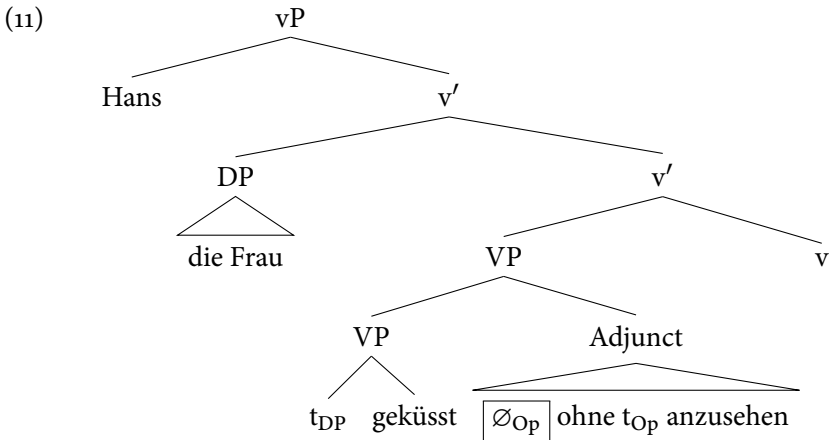 (11) vP
Hans v′
DP v′
die Frau VP v
VP Adjunct
t_DP geküsst ∅_Op ohne t_Op anzusehen